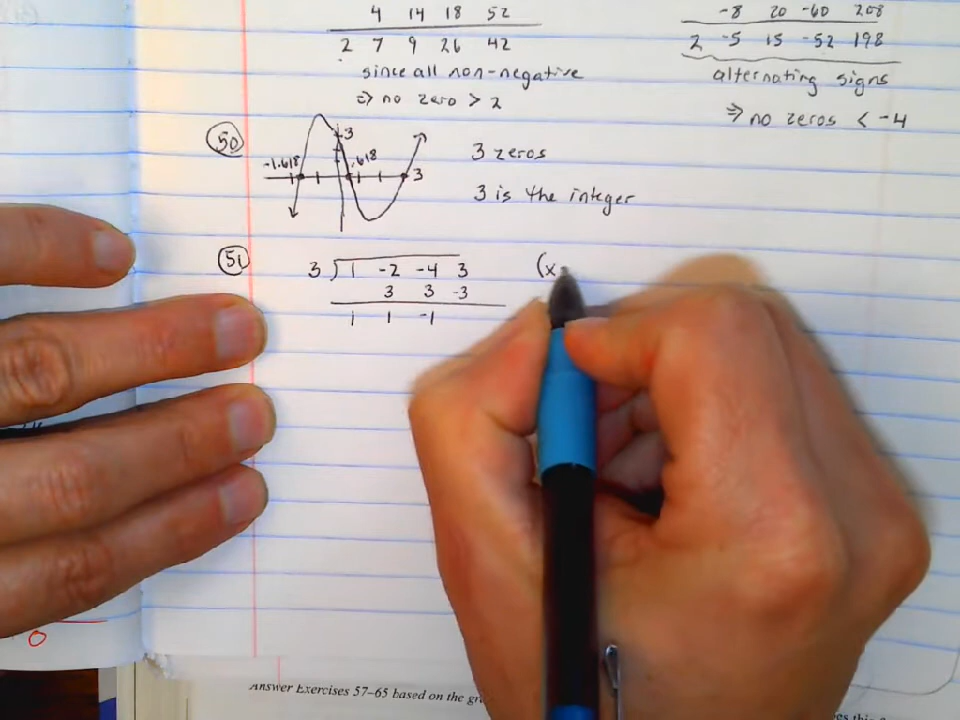 4 14 18 52
2 7 9 26 42
since all non-negative
⇒ no zero > 2
-8 20 -60 208
2 -5 15 -52 198
alternating signs
⇒ no zeros < -4
50
-1.618 3 .618 3
3 zeros
3 is the integer
51
3 1 -2 -4 3
3 3 -3
1 1 -1
(x
0
Answer Exercises 57–65 based on the